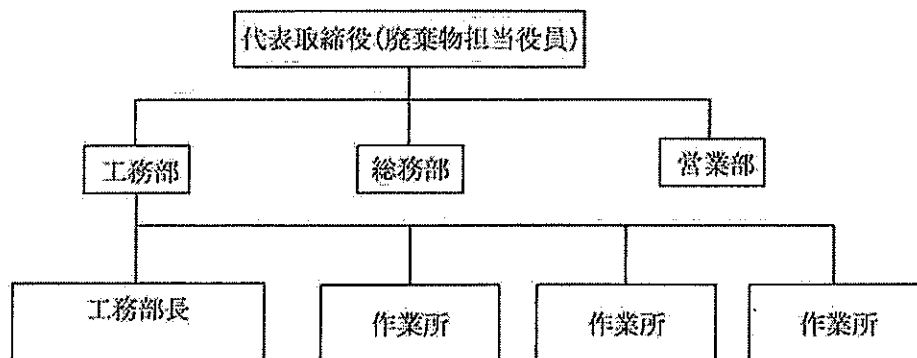 代表取締役(廃棄物担当役員)
工務部
総務部
営業部
工務部長
作業所
作業所
作業所